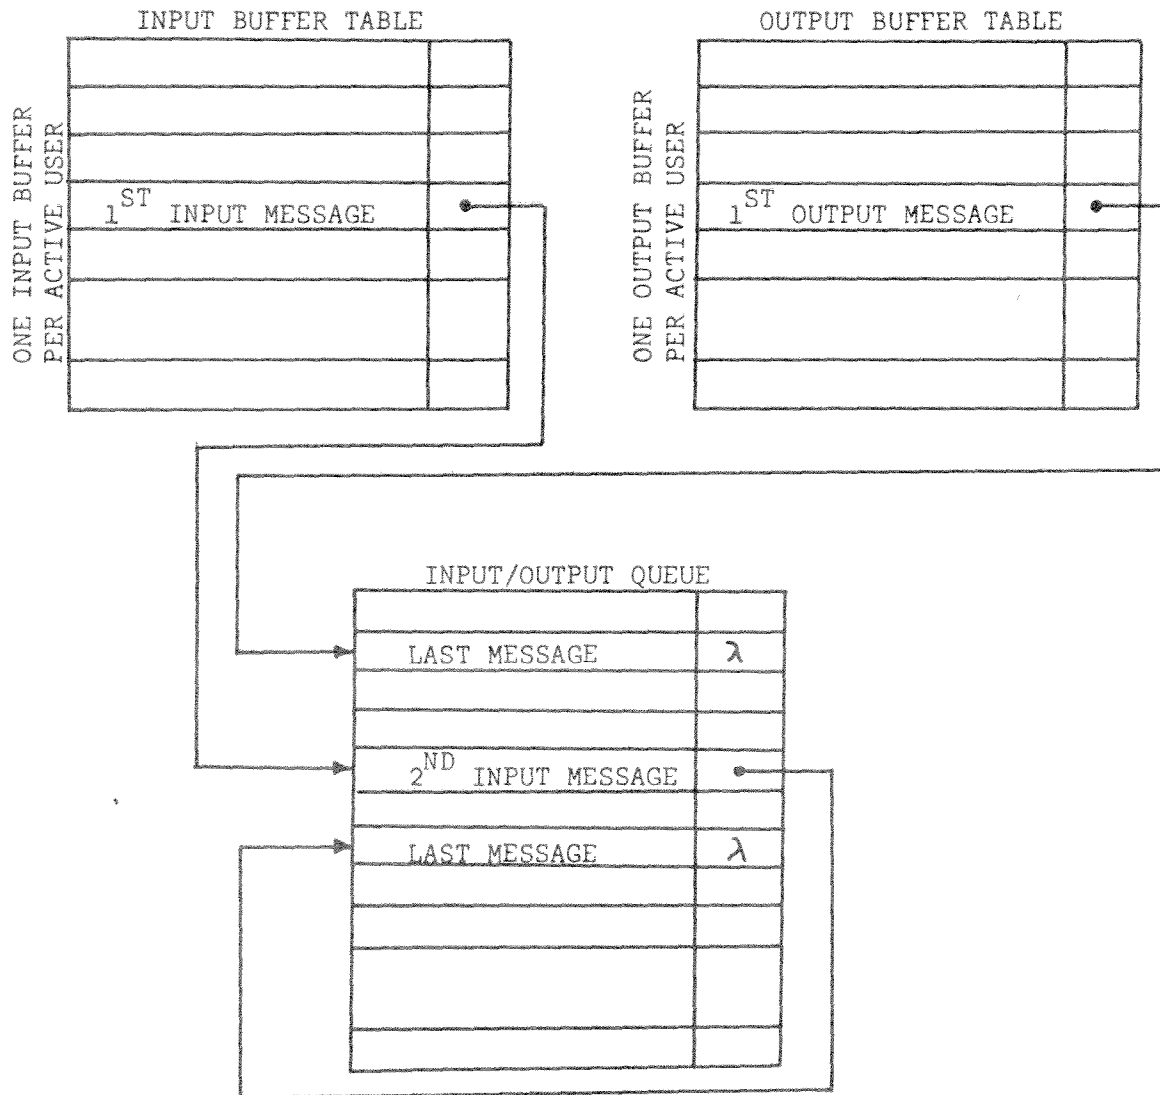 INPUT BUFFER TABLE
ONE INPUT BUFFER
PER ACTIVE USER
1ST INPUT MESSAGE
OUTPUT BUFFER TABLE
ONE OUTPUT BUFFER
PER ACTIVE USER
1ST OUTPUT MESSAGE
INPUT/OUTPUT QUEUE
LAST MESSAGE λ
2ND INPUT MESSAGE
LAST MESSAGE λ